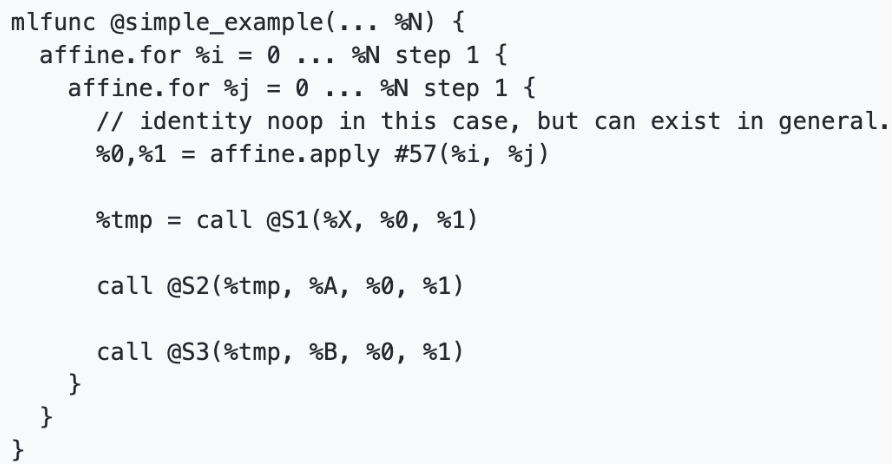 mlfunc @simple_example(... %N) {
  affine.for %i = 0 ... %N step 1 {
    affine.for %j = 0 ... %N step 1 {
      // identity noop in this case, but can exist in general.
      %0,%1 = affine.apply #57(%i, %j)

      %tmp = call @S1(%X, %0, %1)

      call @S2(%tmp, %A, %0, %1)

      call @S3(%tmp, %B, %0, %1)
    }
  }
}